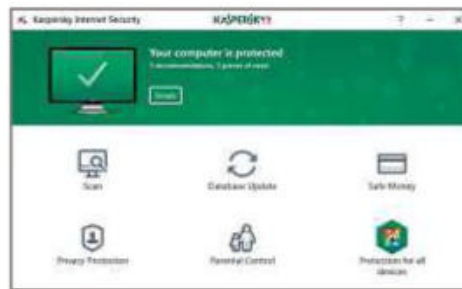 Kaspersky Internet Security
KASPERSKY
Your computer is protected
Details
Scan
Database Update
Safe Money
Privacy Protection
Parental Control
Protection for all
devices